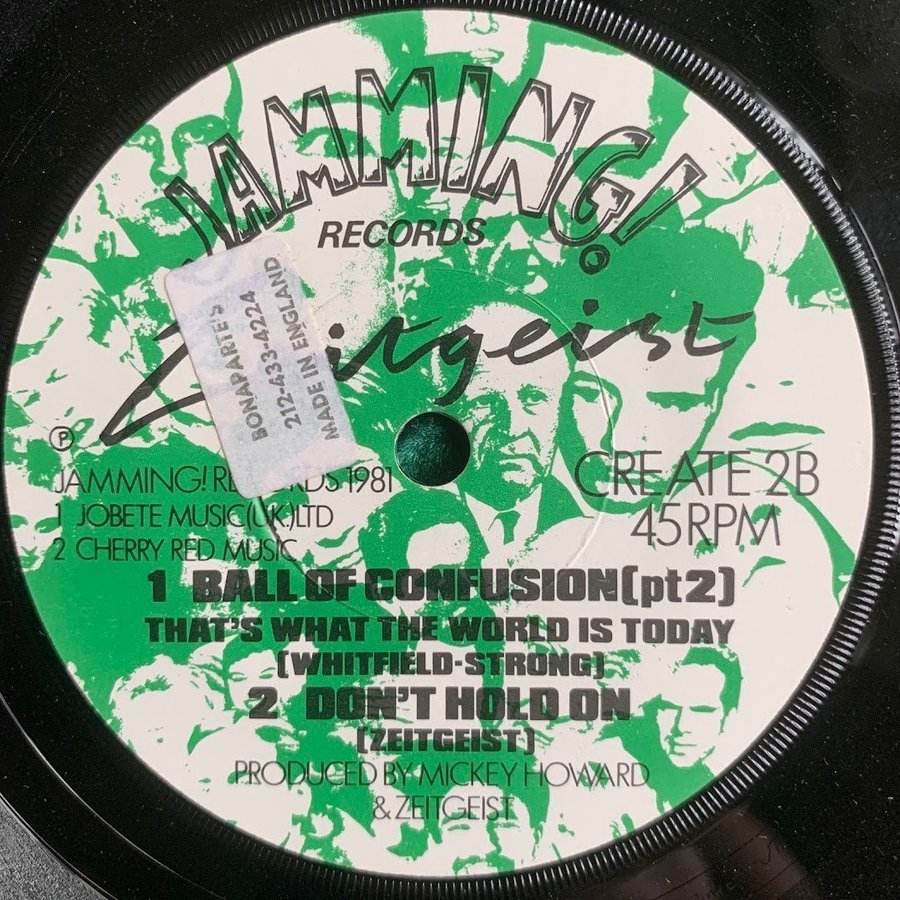 JAMMING!
RECORDS
Zeitgeist
BONAPARTE'S
212-433-4224
MADE IN ENGLAND
Ⓟ
JAMMING! RECORDS 1981
1 JOBETE MUSIC(UK)LTD
2 CHERRY RED MUSIC
CREATE 2B
45RPM
1 BALL OF CONFUSION(pt2)
THAT'S WHAT THE WORLD IS TODAY
(WHITFIELD-STRONG)
2 DON'T HOLD ON
(ZEITGEIST)
PRODUCED BY MICKEY HOWARD
& ZEITGEIST